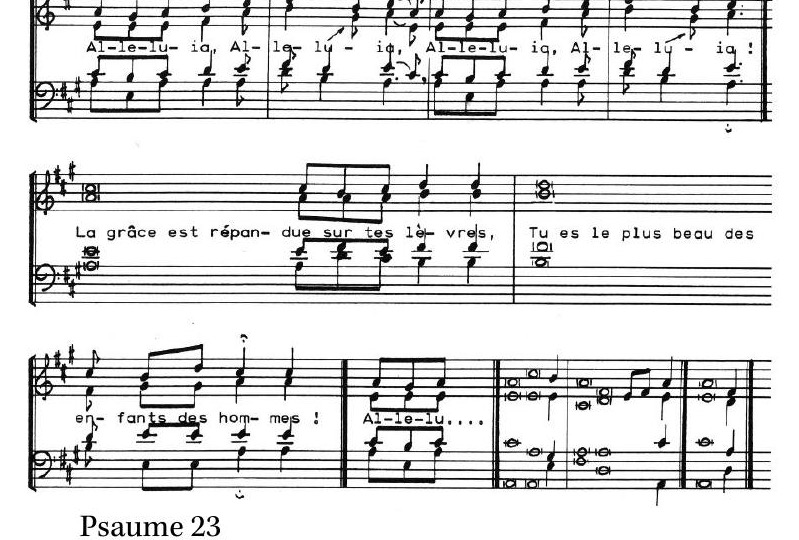 Al-le-lu- ia, Al- le- lu - ia, Al-le-lu- ia, Al- le- lu - ia !
La grâce est répan- due sur tes lè- vres, Tu es le plus beau des
en- fants des hom- mes ! Al-le-lu....
Psaume 23